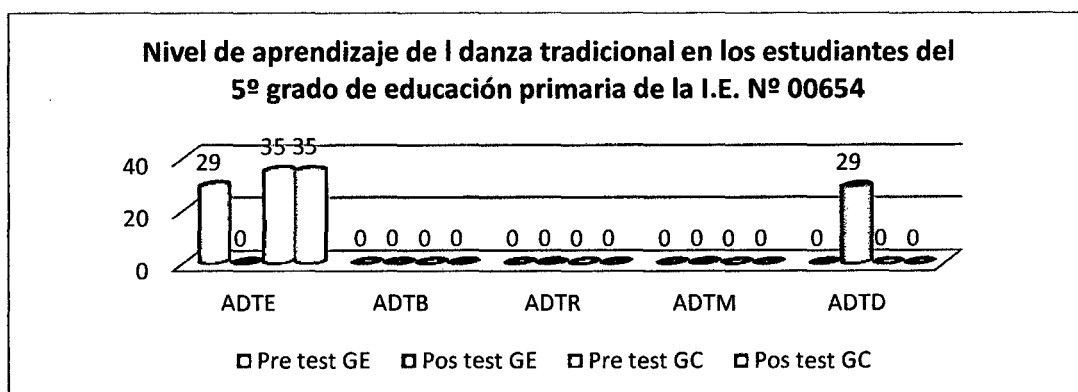 Nivel de aprendizaje de l danza tradicional en los estudiantes del
5º grado de educación primaria de la I.E. Nº 00654
40
20
0
29 0 35 35
0 0 0 0
0 0 0 0
0 0 0 0
0 29 0 0
ADTE ADTB ADTR ADTM ADTD
Pre test GE Pos test GE Pre test GC Pos test GC